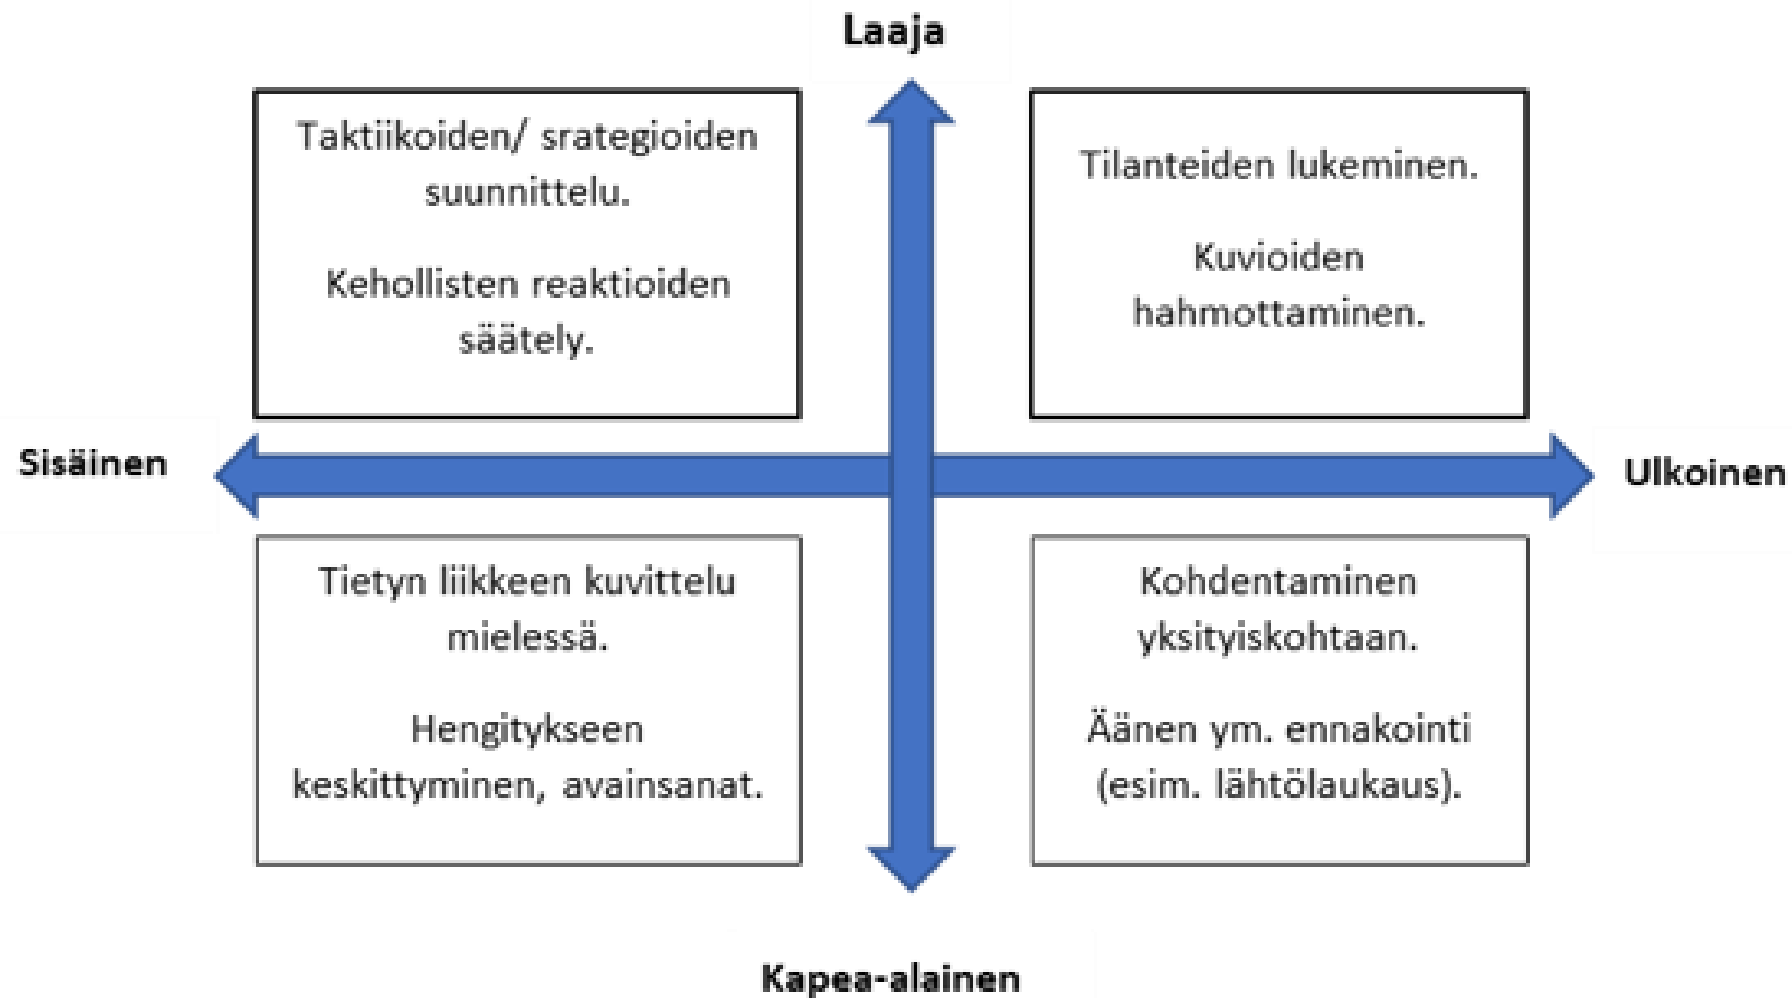 Laaja
Taktiikoiden/ srategioiden
suunnittelu.
Kehollisten reaktioiden
säätely.
Tilanteiden lukeminen.
Kuvioiden
hahmottaminen.
Sisäinen
Ulkoinen
Tietyn liikkeen kuvittelu
mielessä.
Hengitykseen
keskittyminen, avainsanat.
Kohdentaminen
yksityiskohtaan.
Äänen ym. ennakointi
(esim. lähtölaukaus).
Kapea-alainen